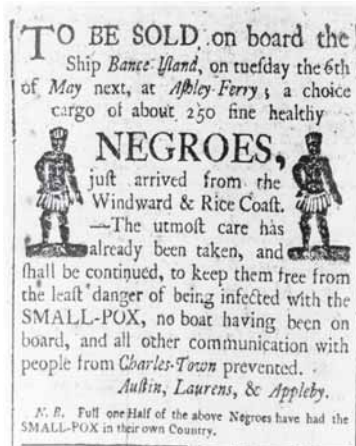 TO BE SOLD on board the
Ship Bance-Iſland, on tueſday the 6th
of May next, at Aſhley-Ferry; a choice
cargo of about 250 fine healthy
NEGROES,
juſt arrived from the
Windward & Rice Coaſt.
—The utmoſt care has
already been taken, and
ſhall be continued, to keep them free from
the leaſt danger of being infected with the
SMALL-POX, no boat having been on
board, and all other communication with
people from Charles-Town prevented.
Auſtin, Laurens, & Appleby.
N. B. Full one Half of the above Negroes have had the
SMALL-POX in their own Country.